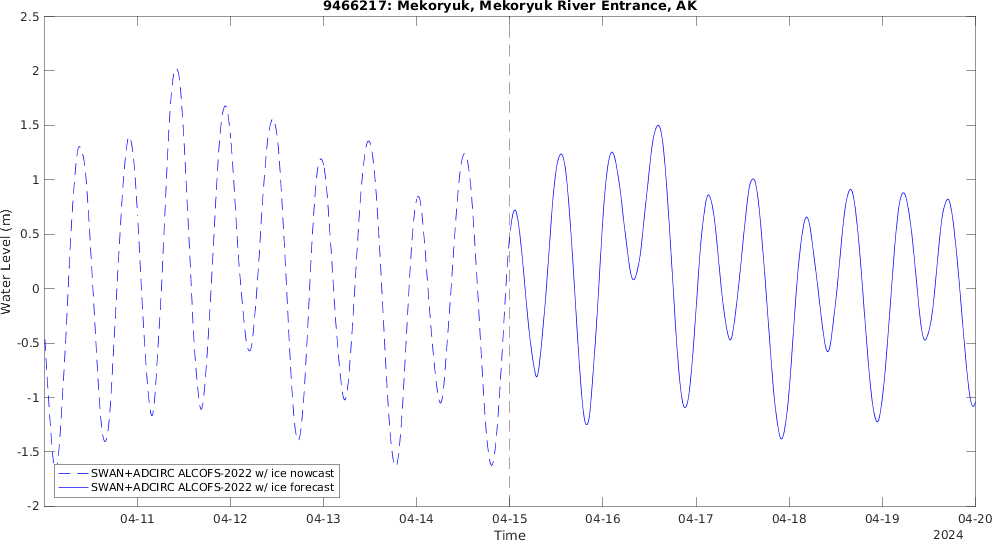 9466217: Mekoryuk, Mekoryuk River Entrance, AK
2.5
2
1.5
1
0.5
0
-0.5
-1
-1.5
-2
Water Level (m)
SWAN+ADCIRC ALCOFS-2022 w/ ice nowcast
SWAN+ADCIRC ALCOFS-2022 w/ ice forecast
04-11 04-12 04-13 04-14 04-15 04-16 04-17 04-18 04-19 04-20
Time
2024